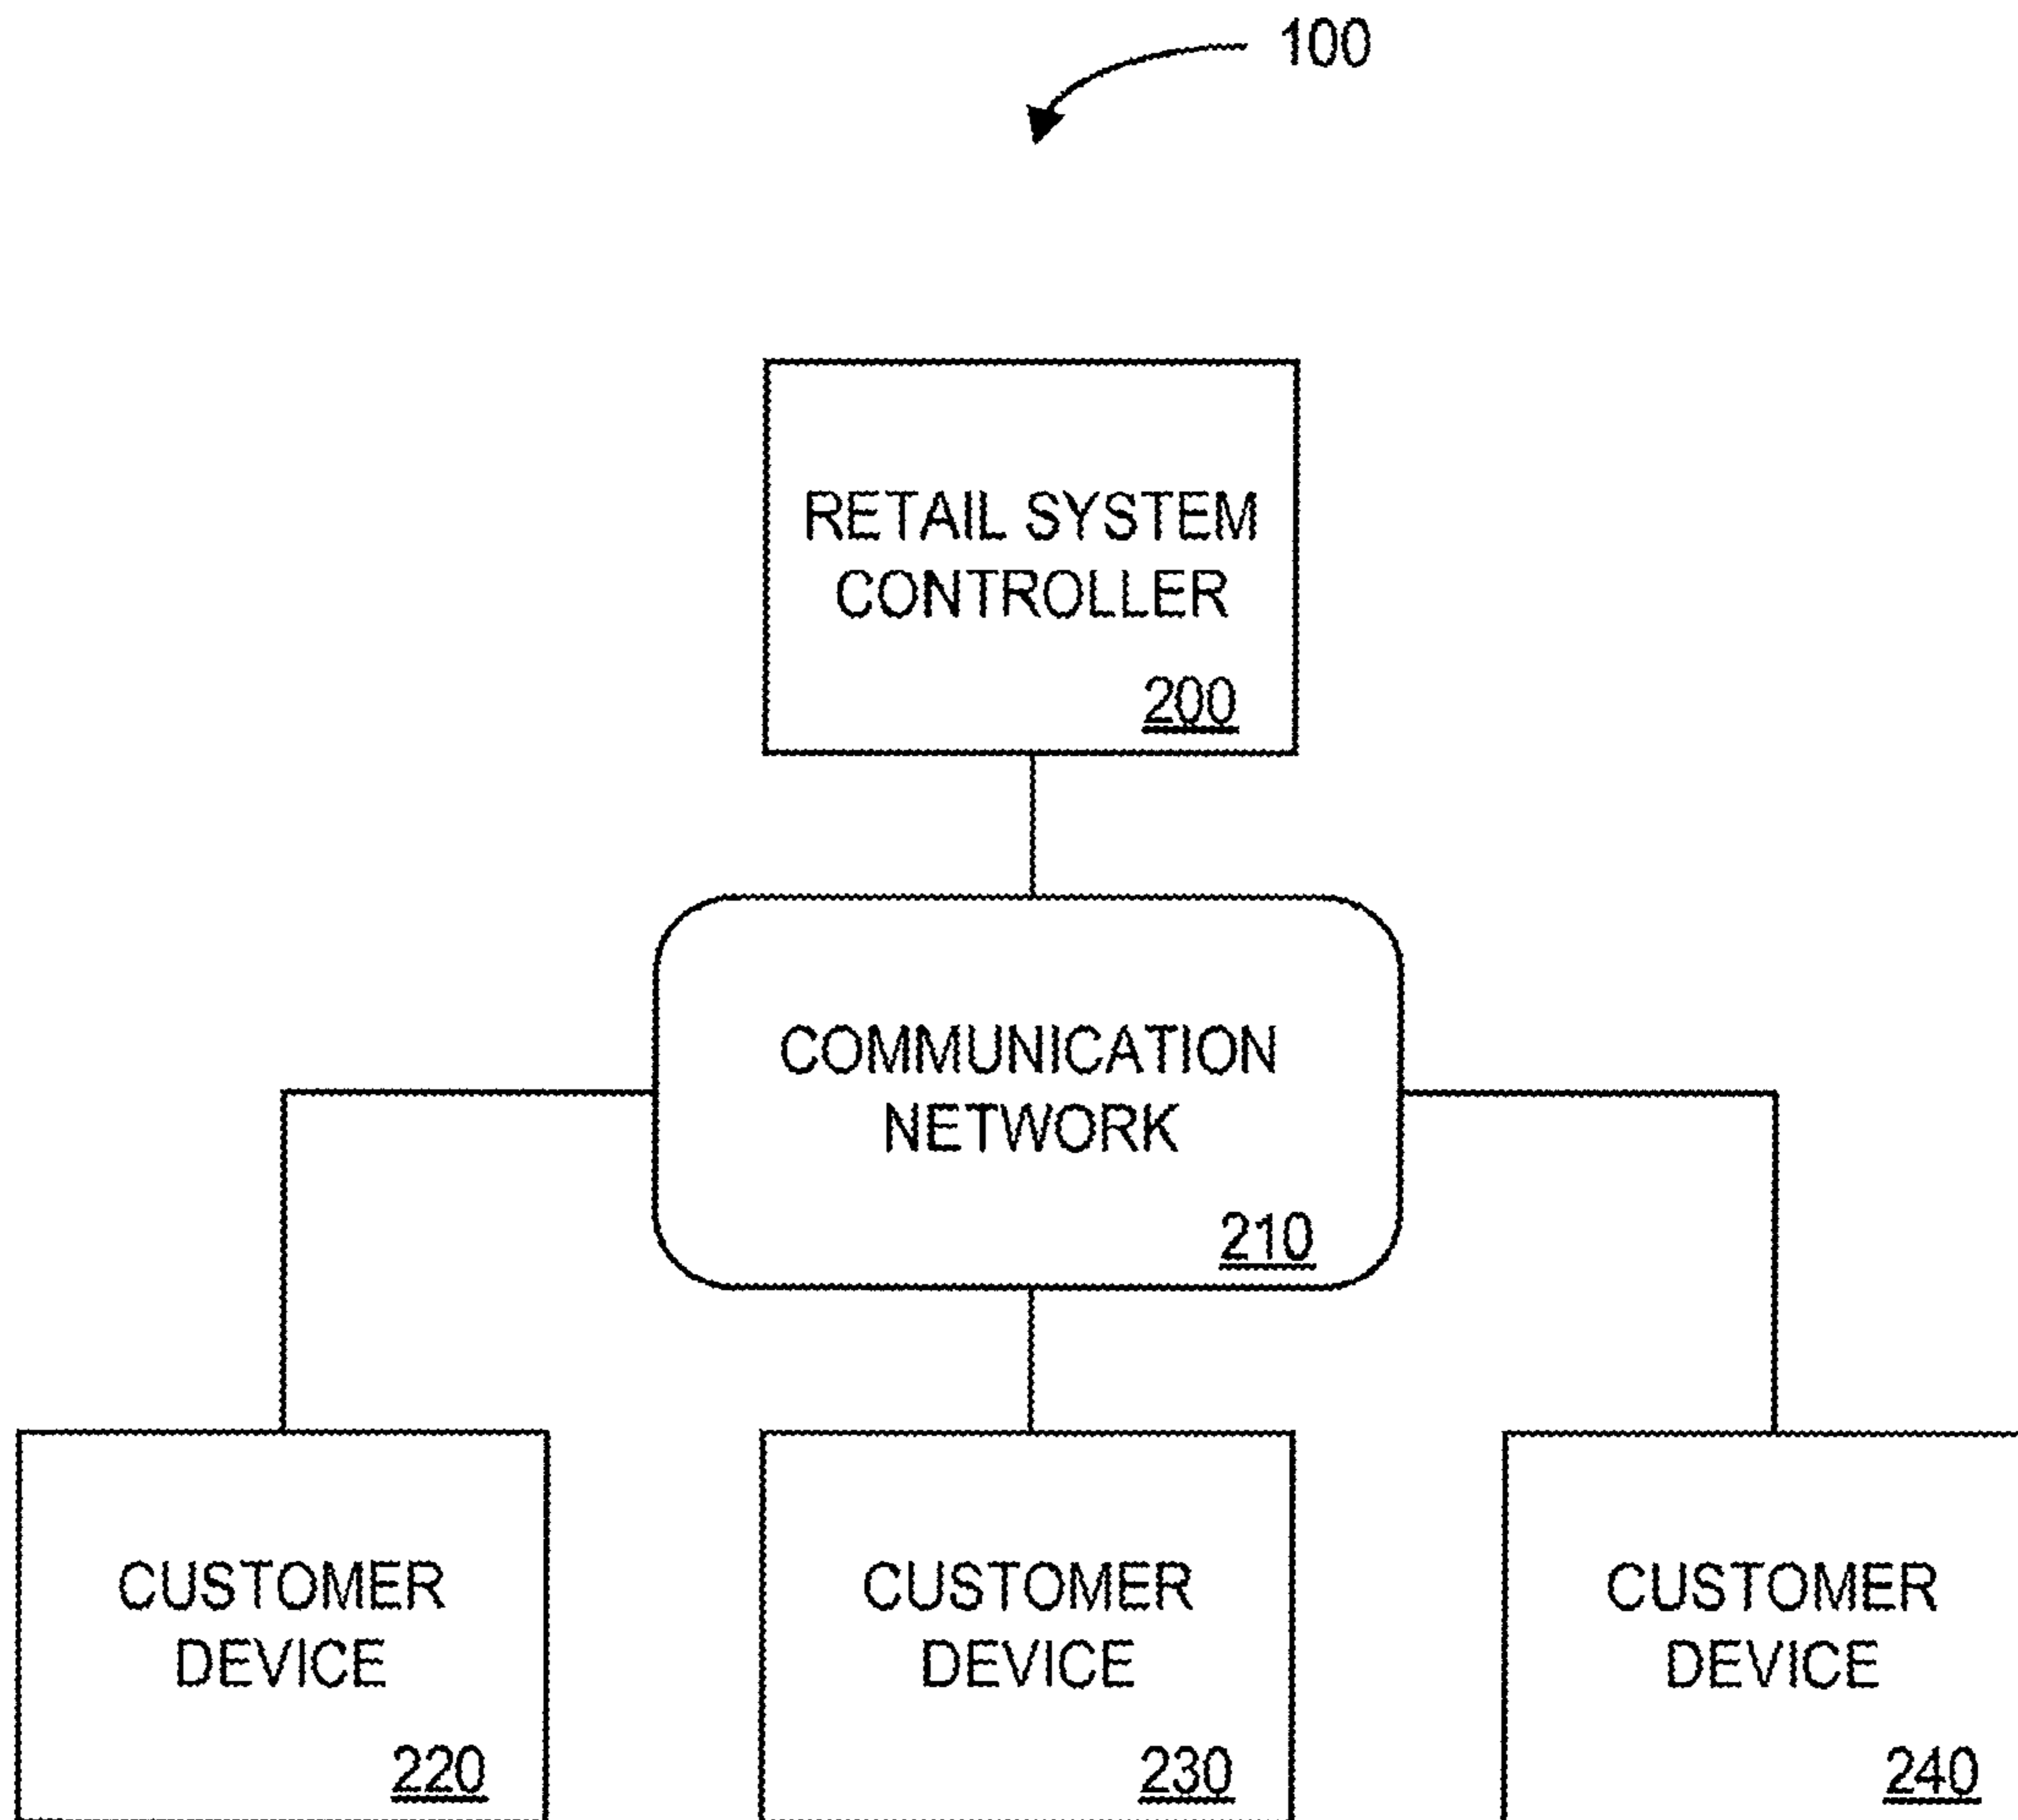 100
RETAIL SYSTEM
CONTROLLER
200
COMMUNICATION
NETWORK
210
CUSTOMER
DEVICE
220
CUSTOMER
DEVICE
230
CUSTOMER
DEVICE
240